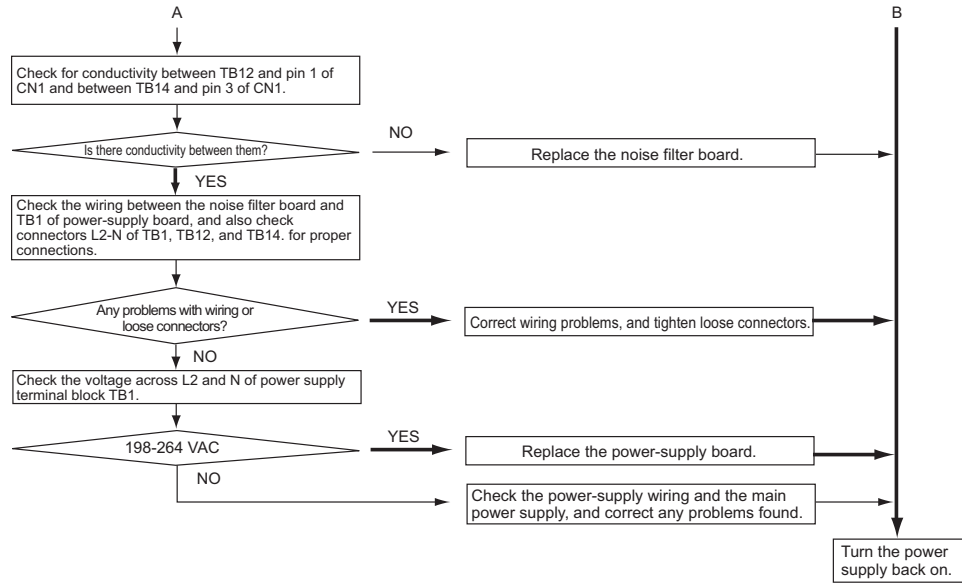 A
B
Check for conductivity between TB12 and pin 1 of
CN1 and between TB14 and pin 3 of CN1.
Is there conductivity between them?
NO
Replace the noise filter board.
YES
Check the wiring between the noise filter board and
TB1 of power-supply board, and also check
connectors L2-N of TB1, TB12, and TB14. for proper
connections.
Any problems with wiring or
loose connectors?
YES
Correct wiring problems, and tighten loose connectors.
NO
Check the voltage across L2 and N of power supply
terminal block TB1.
198-264 VAC
YES
Replace the power-supply board.
NO
Check the power-supply wiring and the main
power supply, and correct any problems found.
Turn the power
supply back on.